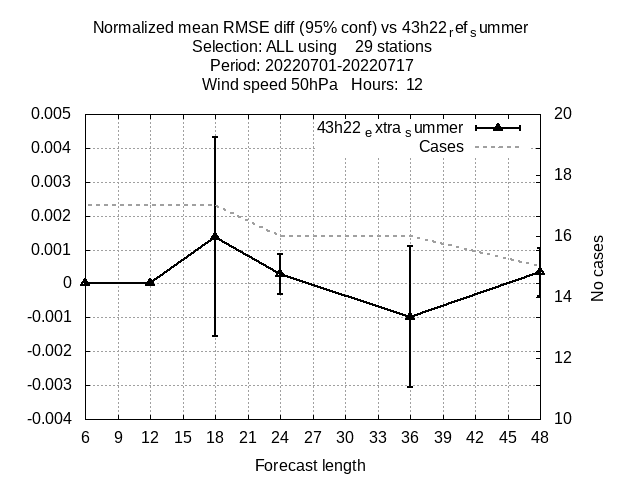 Normalized mean RMSE diff (95% conf) vs 43h22refsummer
Selection: ALL using 29 stations
Period: 20220701-20220717
Wind speed 50hPa Hours: 12
43h22extrasummer
Cases
0.005
0.004
0.003
0.002
0.001
0
-0.001
-0.002
-0.003
-0.004
20
18
16
14
12
10
No cases
6 9 12 15 18 21 24 27 30 33 36 39 42 45 48
Forecast length